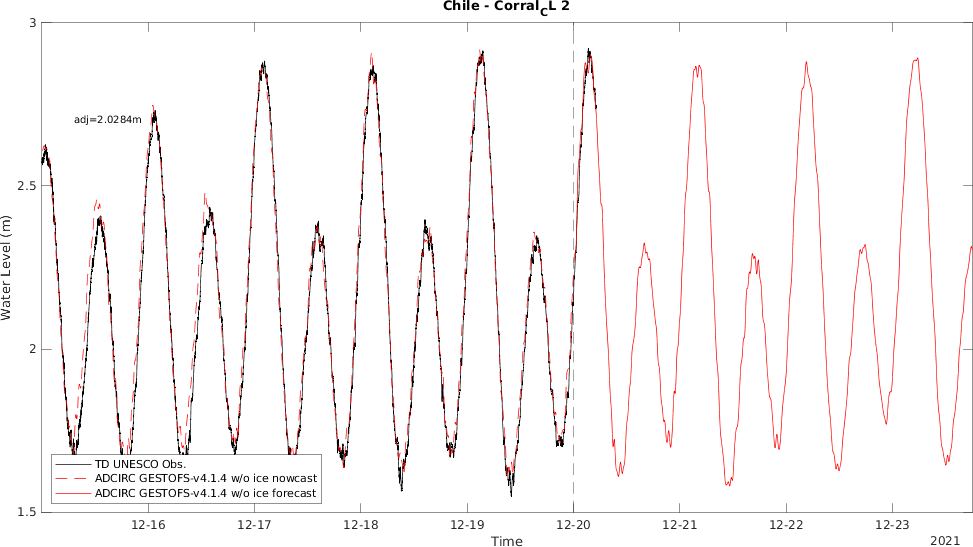 Chile - Corral_CL 2
3
adj=2.0284m
2.5
Water Level (m)
2
TD UNESCO Obs.
ADCIRC GESTOFS-v4.1.4 w/o ice nowcast
ADCIRC GESTOFS-v4.1.4 w/o ice forecast
1.5
12-16 12-17 12-18 12-19 12-20 12-21 12-22 12-23
Time
2021